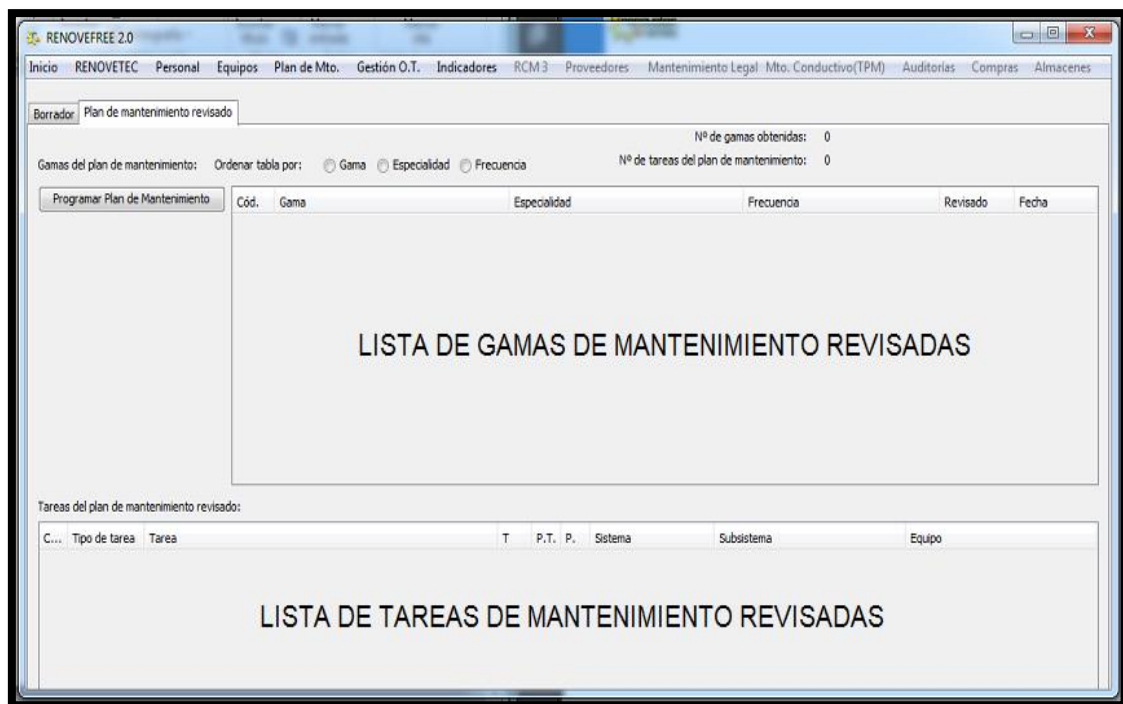 RENOVEFREE 2.0
Inicio RENOVETEC Personal Equipos Plan de Mto. Gestión O.T. Indicadores RCM 3 Proveedores Mantenimiento Legal Mto. Conductivo(TPM) Auditorías Compras Almacenes
Borrador Plan de mantenimiento revisado
Nº de gamas obtenidas: 0
Gamas del plan de mantenimiento: Ordenar tabla por: Gama Especialidad Frecuencia Nº de tareas del plan de mantenimiento: 0
Programar Plan de Mantenimiento Cód. Gama Especialidad Frecuencia Revisado Fecha
LISTA DE GAMAS DE MANTENIMIENTO REVISADAS
Tareas del plan de mantenimiento revisado:
C... Tipo de tarea Tarea T P.T. P. Sistema Subsistema Equipo
LISTA DE TAREAS DE MANTENIMIENTO REVISADAS